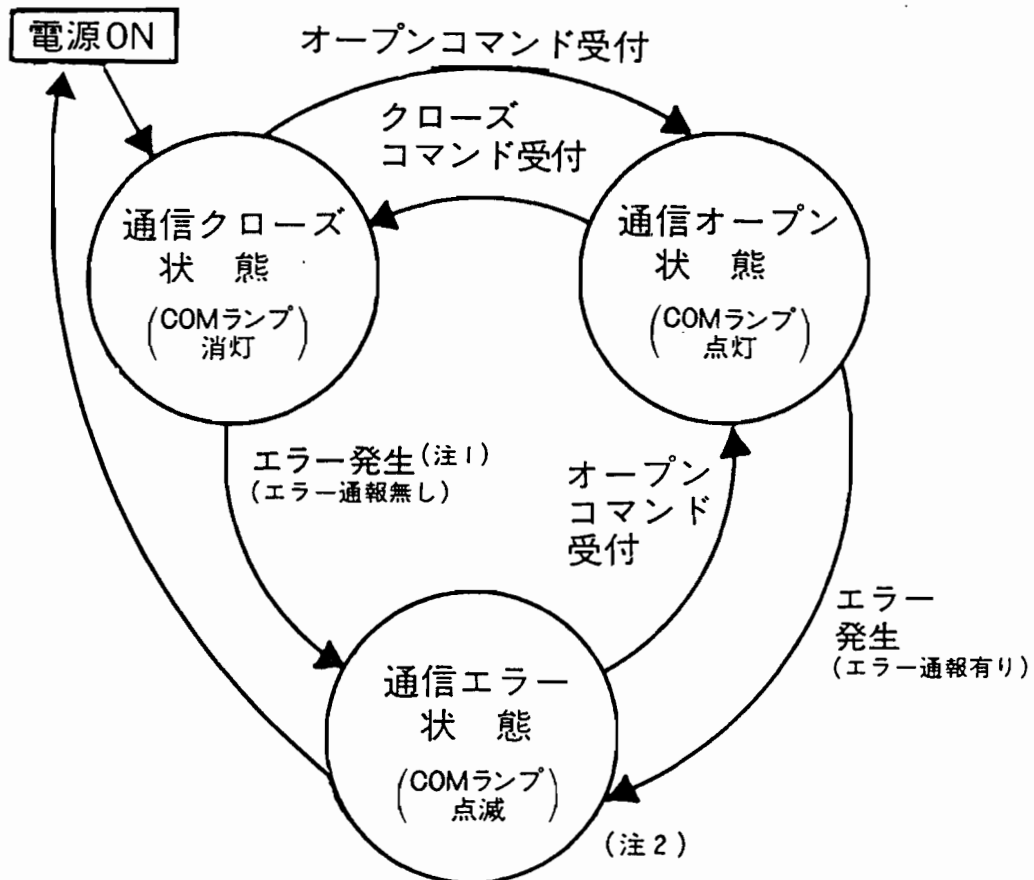 電源ON
オープンコマンド受付
クローズ
コマンド受付
通信クローズ
状 態
(COMランプ
消灯)
通信オープン
状 態
(COMランプ
点灯)
エラー発生(注1)
(エラー通報無し)
オープン
コマンド
受付
エラー
発生
(エラー通報有り)
通信エラー
状 態
(COMランプ
点滅)
(注2)